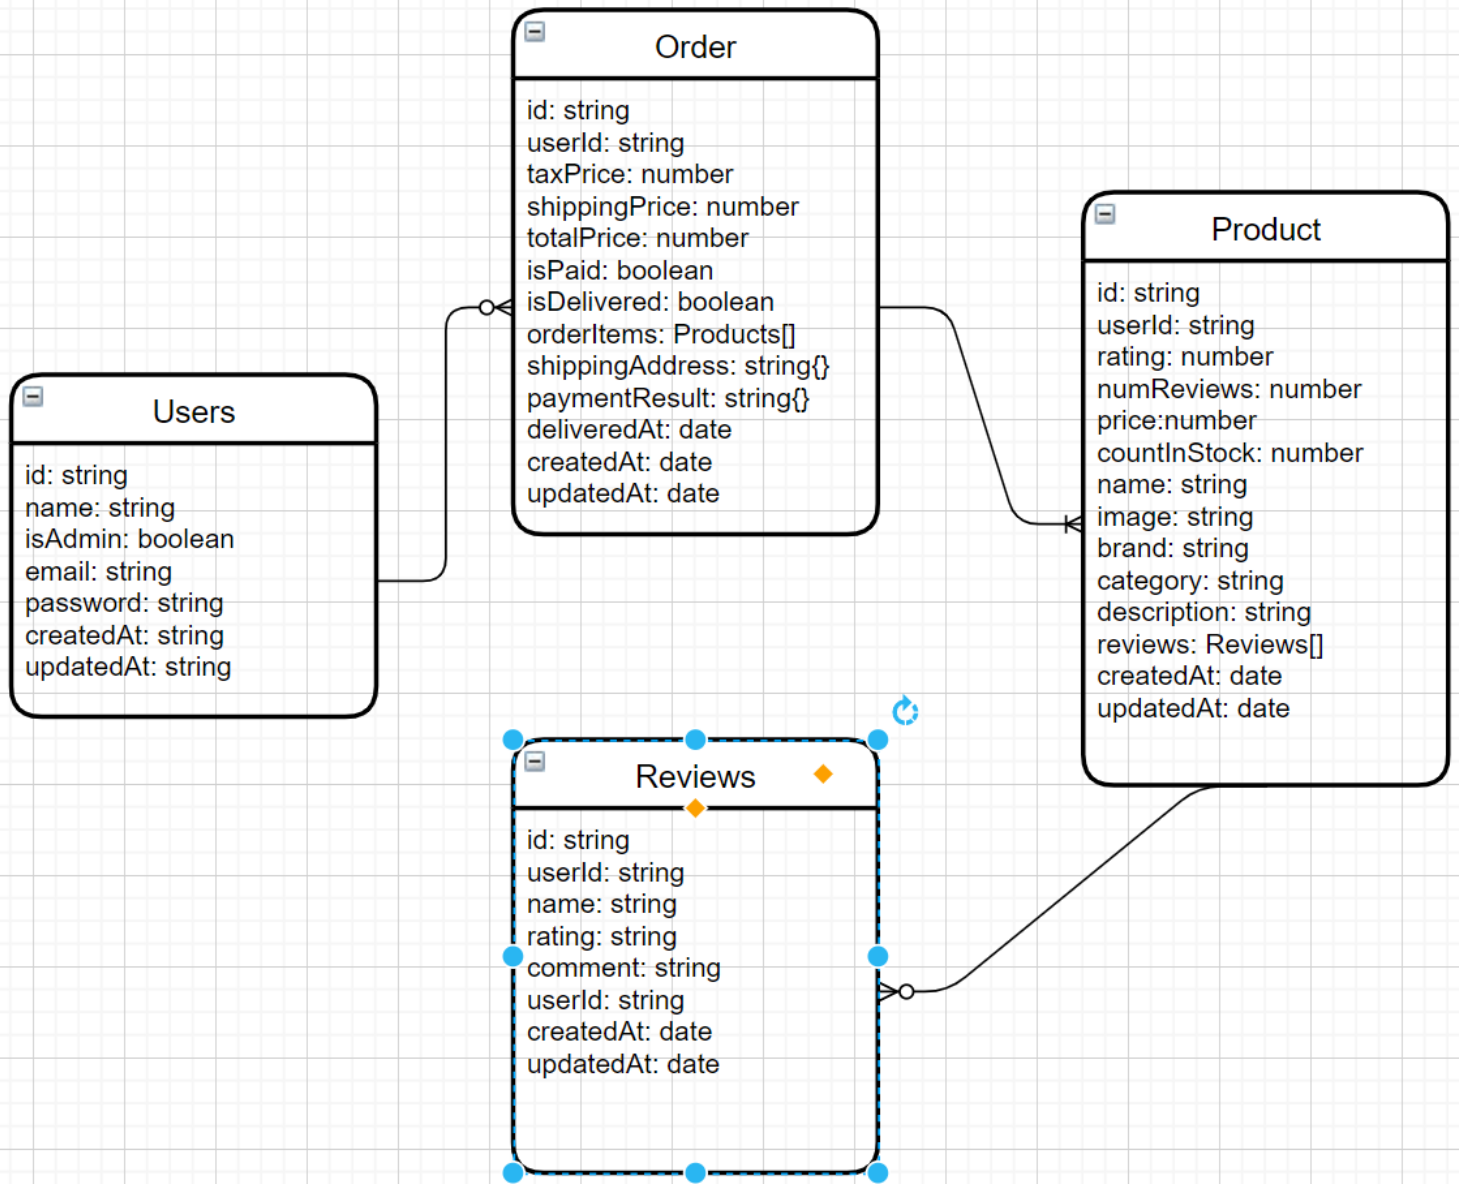 Order
id: string
userId: string
taxPrice: number
shippingPrice: number
totalPrice: number
isPaid: boolean
isDelivered: boolean
orderItems: Products[]
shippingAddress: string{}
paymentResult: string{}
deliveredAt: date
createdAt: date
updatedAt: date
Product
id: string
userId: string
rating: number
numReviews: number
price:number
countInStock: number
name: string
image: string
brand: string
category: string
description: string
reviews: Reviews[]
createdAt: date
updatedAt: date
Users
id: string
name: string
isAdmin: boolean
email: string
password: string
createdAt: string
updatedAt: string
Reviews
id: string
userId: string
name: string
rating: string
comment: string
userId: string
createdAt: date
updatedAt: date